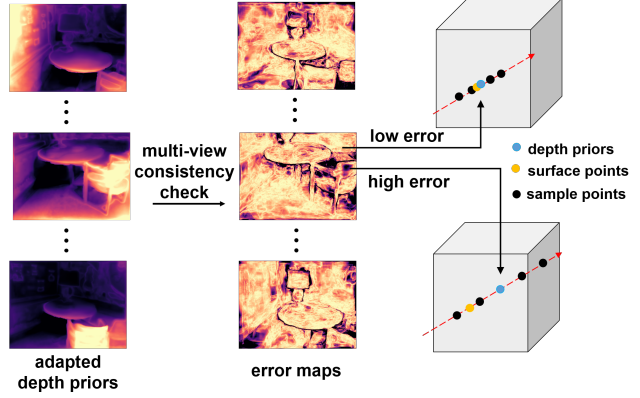 multi-view
consistency
check
low error
high error
depth priors
surface points
sample points
adapted
depth priors
error maps